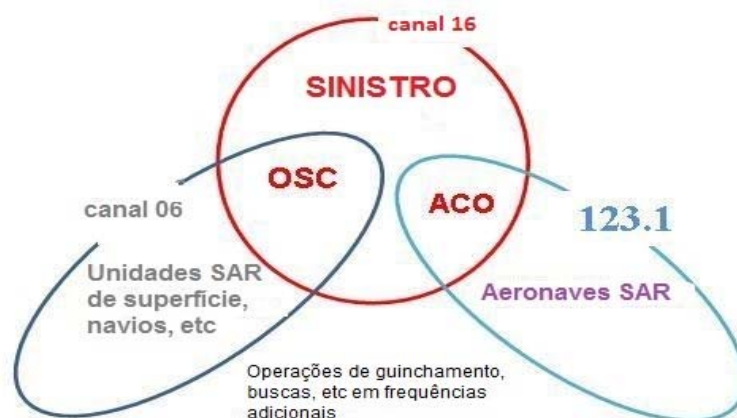 canal 16
SINISTRO
OSC
ACO
canal 06
123.1
Unidades SAR
de superfície,
navios, etc
Aeronaves SAR
Operações de guinchamento,
buscas, etc em frequências
adicionais